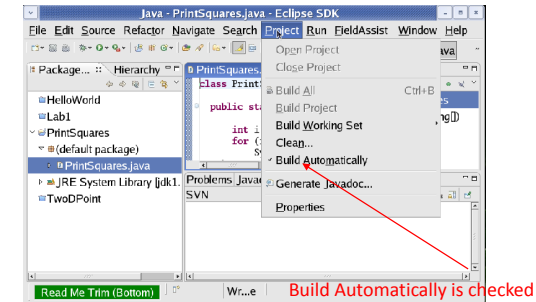 Java - PrintSquares.java - Eclipse SDK
File Edit Source Refactor Navigate Search Project Run FieldAssist Window Help
Open Project
Close Project
Build All Ctrl+B
Build Project
Build Working Set
Clean...
Build Automatically
Generate Javadoc...
Properties
Package... Hierarchy
HelloWorld
Lab1
PrintSquares
(default package)
PrintSquares.java
JRE System Library [jdk1.
TwoDPoint
PrintSquares.
class Print
public sta
int i
for (
Problems Javac
SVN
Read Me Trim (Bottom)
Wr...e
Build Automatically is checked